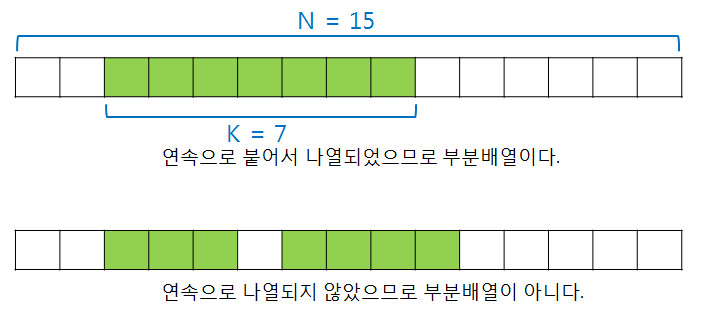 N = 15
K = 7
연속으로 붙어서 나열되었으므로 부분배열이다.
연속으로 나열되지 않았으므로 부분배열이 아니다.